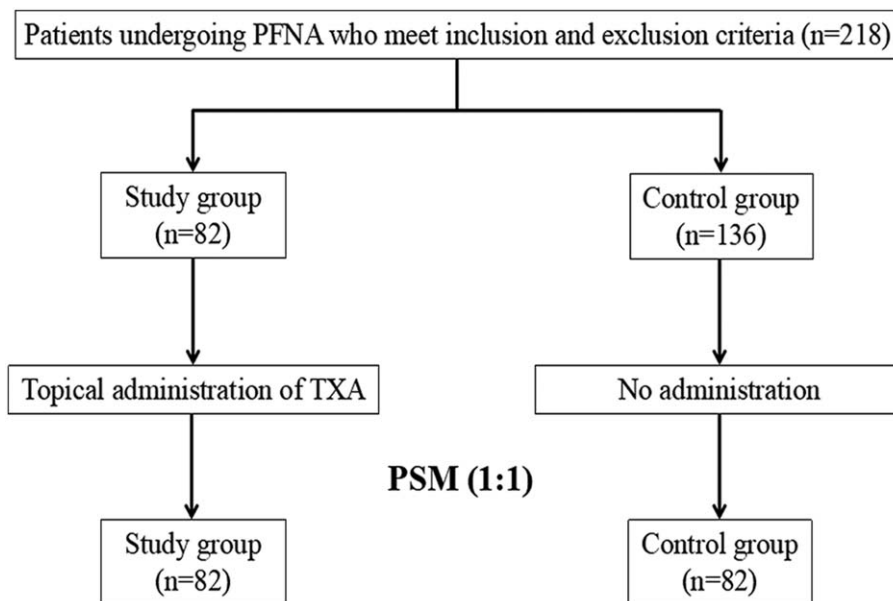 Patients undergoing PFNA who meet inclusion and exclusion criteria (n=218)
Study group
(n=82)
Control group
(n=136)
Topical administration of TXA
No administration
PSM (1:1)
Study group
(n=82)
Control group
(n=82)